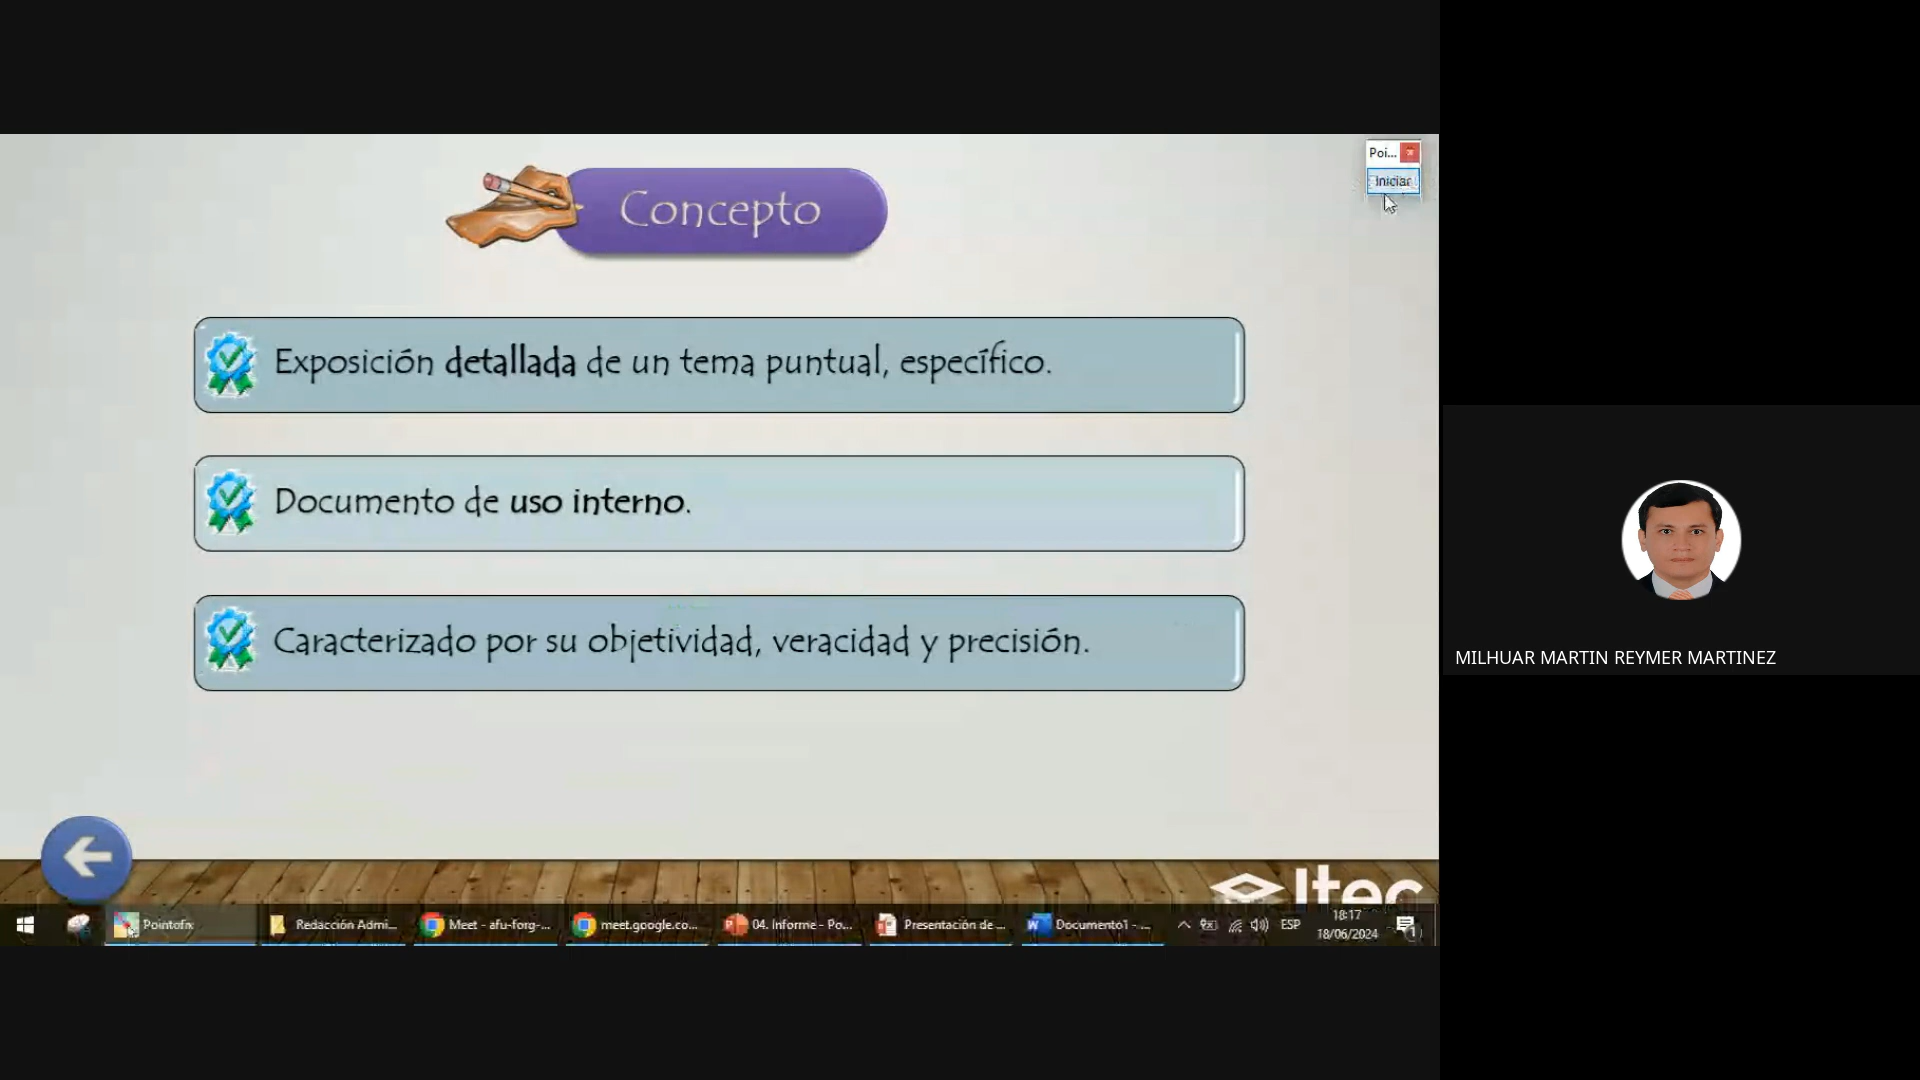 Poi...
Iniciar
Concepto
Exposición detallada de un tema puntual, específico.
Documento de uso interno.
Caracterizado por su objetividad, veracidad y precisión.
MILHUAR MARTIN REYMER MARTINEZ
Itec
Pointofix
Redacción Admi...
Meet - afu-forg-...
meet.google.co...
04. Informe - Po...
Presentación de ...
Documento1 - ...
ESP
18:17
18/06/2024
1